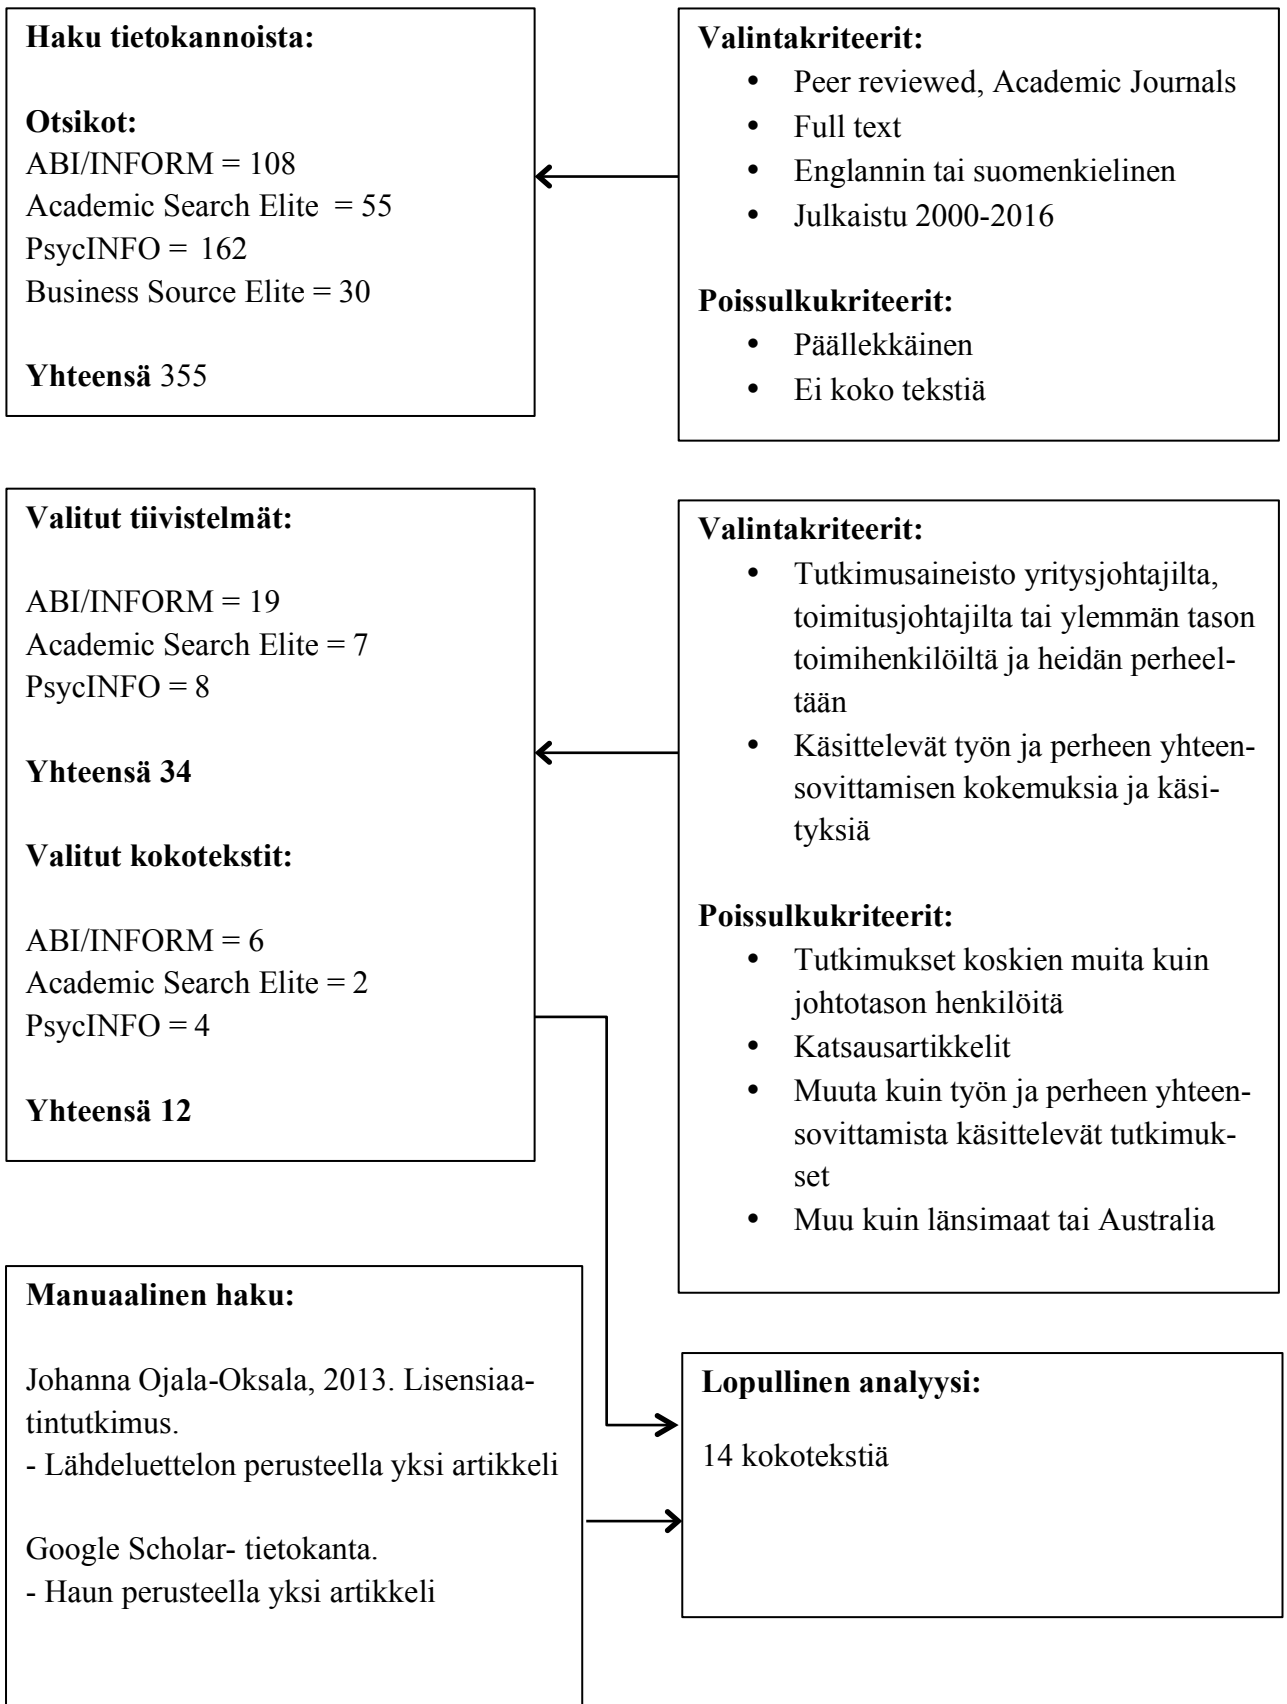 Haku tietokannoista:
Otsikot:
ABI/INFORM = 108
Academic Search Elite = 55
PsycINFO = 162
Business Source Elite = 30
Yhteensä 355
Valintakriteerit:
• Peer reviewed, Academic Journals
• Full text
• Englannin tai suomenkielinen
• Julkaistu 2000-2016
Poissulkukriteerit:
• Päällekkäinen
• Ei koko tekstiä
Valitut tiivistelmät:
ABI/INFORM = 19
Academic Search Elite = 7
PsycINFO = 8
Yhteensä 34
Valitut kokotekstit:
ABI/INFORM = 6
Academic Search Elite = 2
PsycINFO = 4
Yhteensä 12
Valintakriteerit:
• Tutkimusaineisto yritysjohtajilta,
toimitusjohtajilta tai ylemmän tason
toimihenkilöiltä ja heidän perheel-
tään
• Käsittelevät työn ja perheen yhteen-
sovittamisen kokemuksia ja käsi-
tyksiä
Poissulkukriteerit:
• Tutkimukset koskien muita kuin
johtotason henkilöitä
• Katsausartikkelit
• Muuta kuin työn ja perheen yhteen-
sovittamista käsittelevät tutkimuk-
set
• Muu kuin länsimaat tai Australia
Manuaalinen haku:
Johanna Ojala-Oksala, 2013. Lisensiaa-
tintutkimus.
- Lähdeluettelon perusteella yksi artikkeli
Google Scholar- tietokanta.
- Haun perusteella yksi artikkeli
Lopullinen analyysi:
14 kokotekstiä